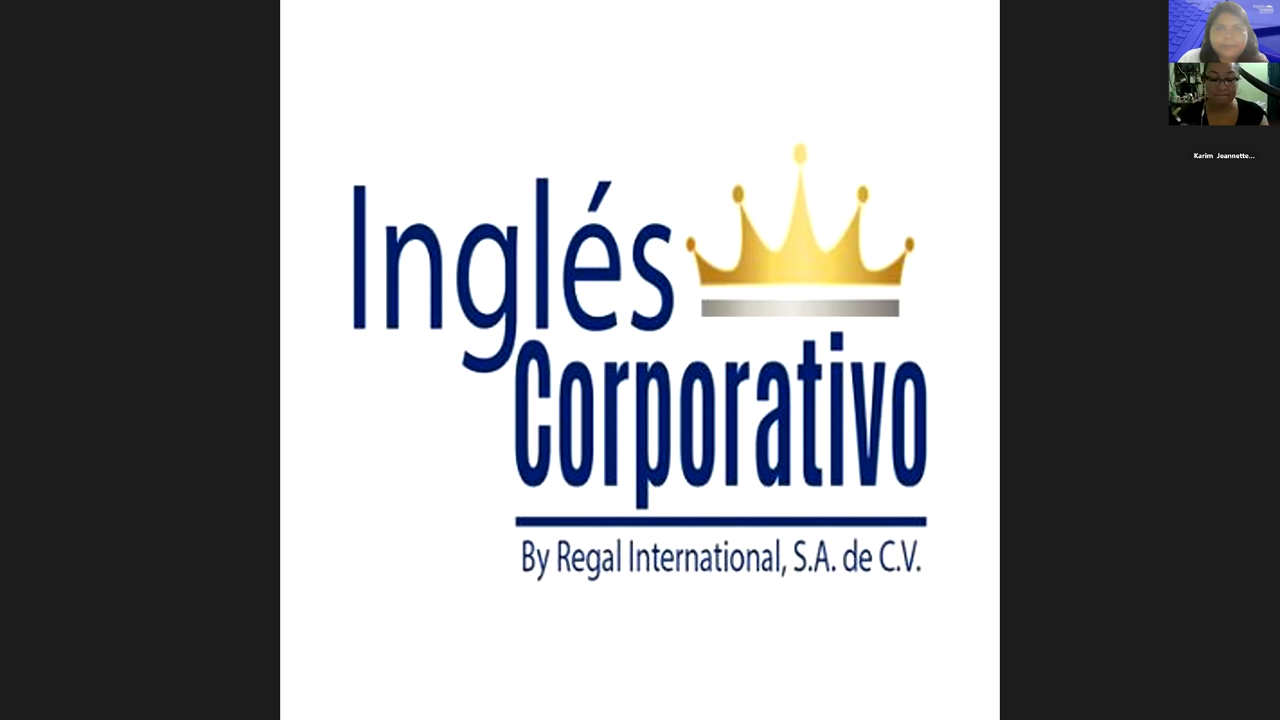 Inglés
Corporativo
By Regal International, S.A. de C.V.
Karim Jeannette...